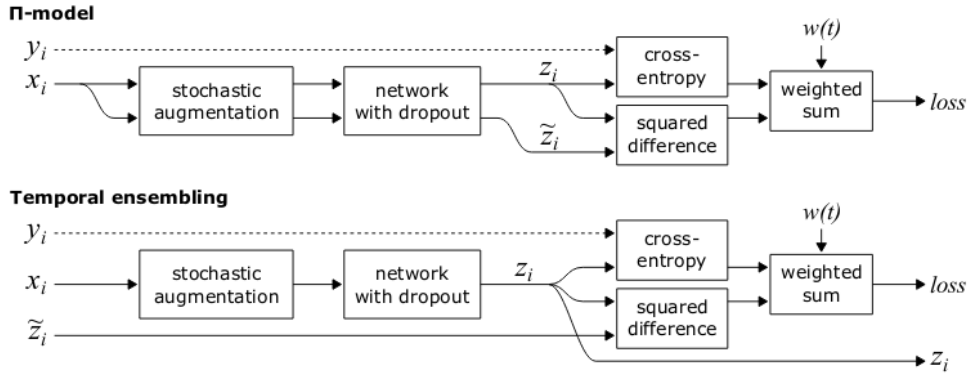 Π-model
y_i
x_i
stochastic
augmentation
network
with dropout
z_i
z̃_i
cross-
entropy
squared
difference
w(t)
weighted
sum
loss
Temporal ensembling
y_i
x_i
z̃_i
stochastic
augmentation
network
with dropout
z_i
cross-
entropy
squared
difference
w(t)
weighted
sum
loss
z_i